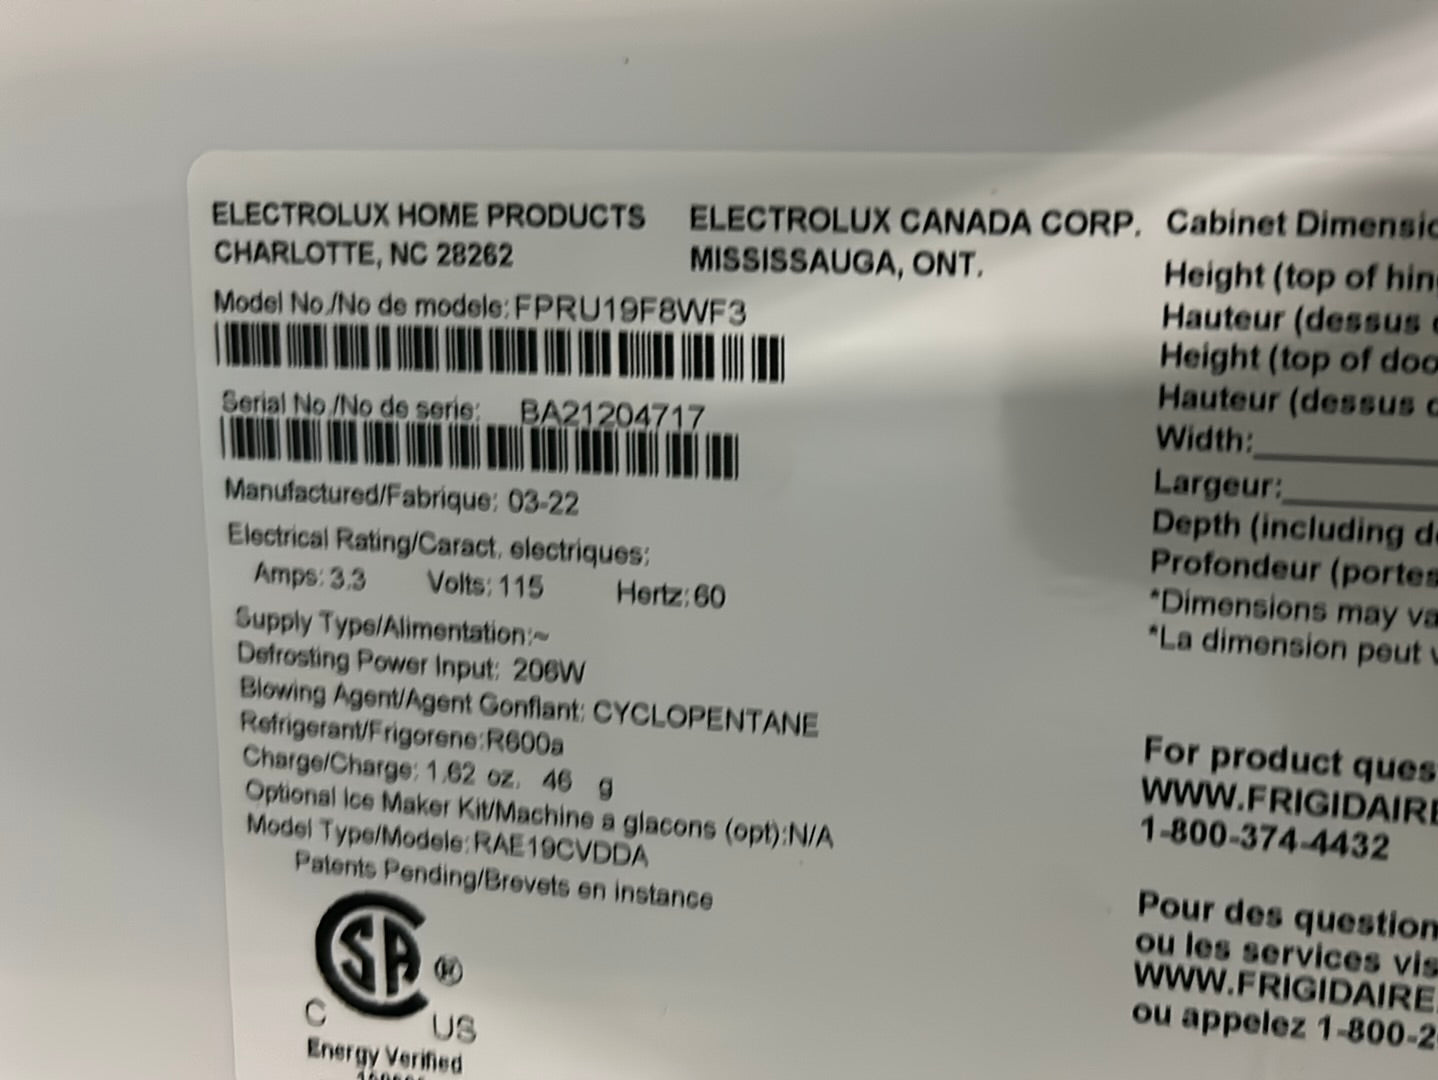 ELECTROLUX HOME PRODUCTS
CHARLOTTE, NC 28262
ELECTROLUX CANADA CORP.
MISSISSAUGA, ONT.
Model No./No de modele: FPRU19F8WF3
Serial No./No de serie: BA21204717
Manufactured/Fabrique: 03-22
Electrical Rating/Caract. electriques:
Amps: 3.3 Volts: 115 Hertz: 60
Supply Type/Alimentation:~
Defrosting Power Input: 206W
Blowing Agent/Agent Gonflant: CYCLOPENTANE
Refrigerant/Frigorene:R600a
Charge/Charge: 1.62 oz. 46 g
Optional Ice Maker Kit/Machine a glacons (opt):N/A
Model Type/Modele: RAE19CVDDA
Patents Pending/Brevets en instance
CSA ®
C US
Energy Verified
Cabinet
Height (top of
Hauteur (dessus
Height (top of
Hauteur (dessus
Width:
Largeur:
Depth (including
Profondeur (portes
*Dimensions may
*La dimension peut
For product
WWW.FRIGIDAIRE
1-800-374-4432
Pour des
ou les services
WWW.FRIGIDAIRE.
ou appelez 1-800-2